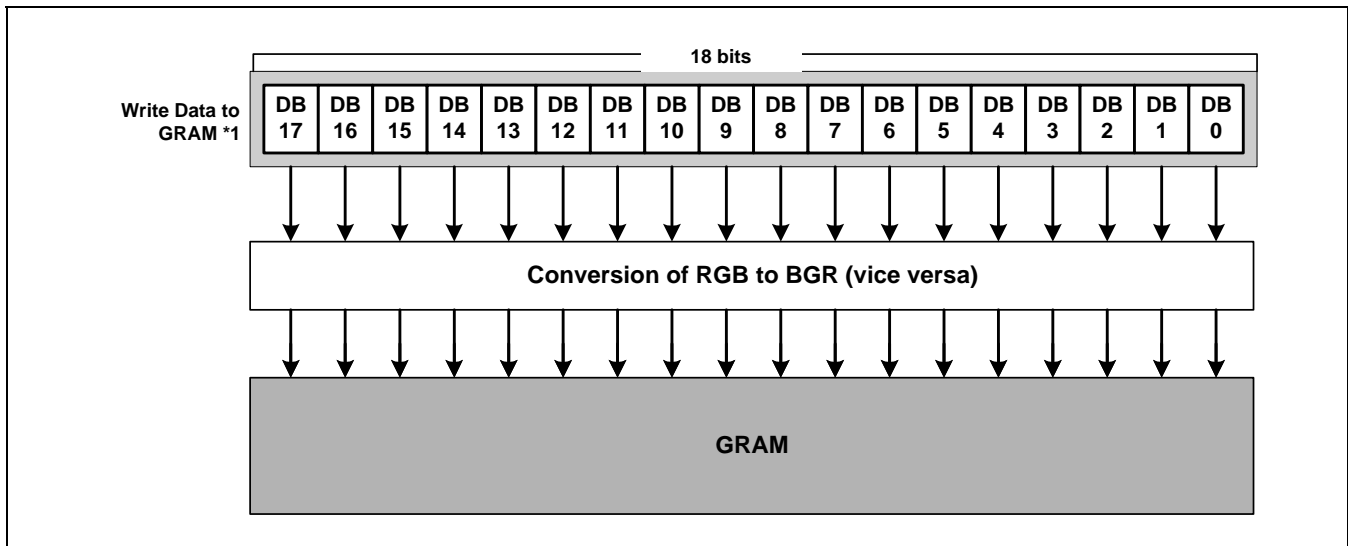 18 bits
Write Data to
GRAM *1
DB DB DB DB DB DB DB DB DB DB DB DB DB DB DB DB DB DB
17 16 15 14 13 12 11 10 9 8 7 6 5 4 3 2 1 0
Conversion of RGB to BGR (vice versa)
GRAM